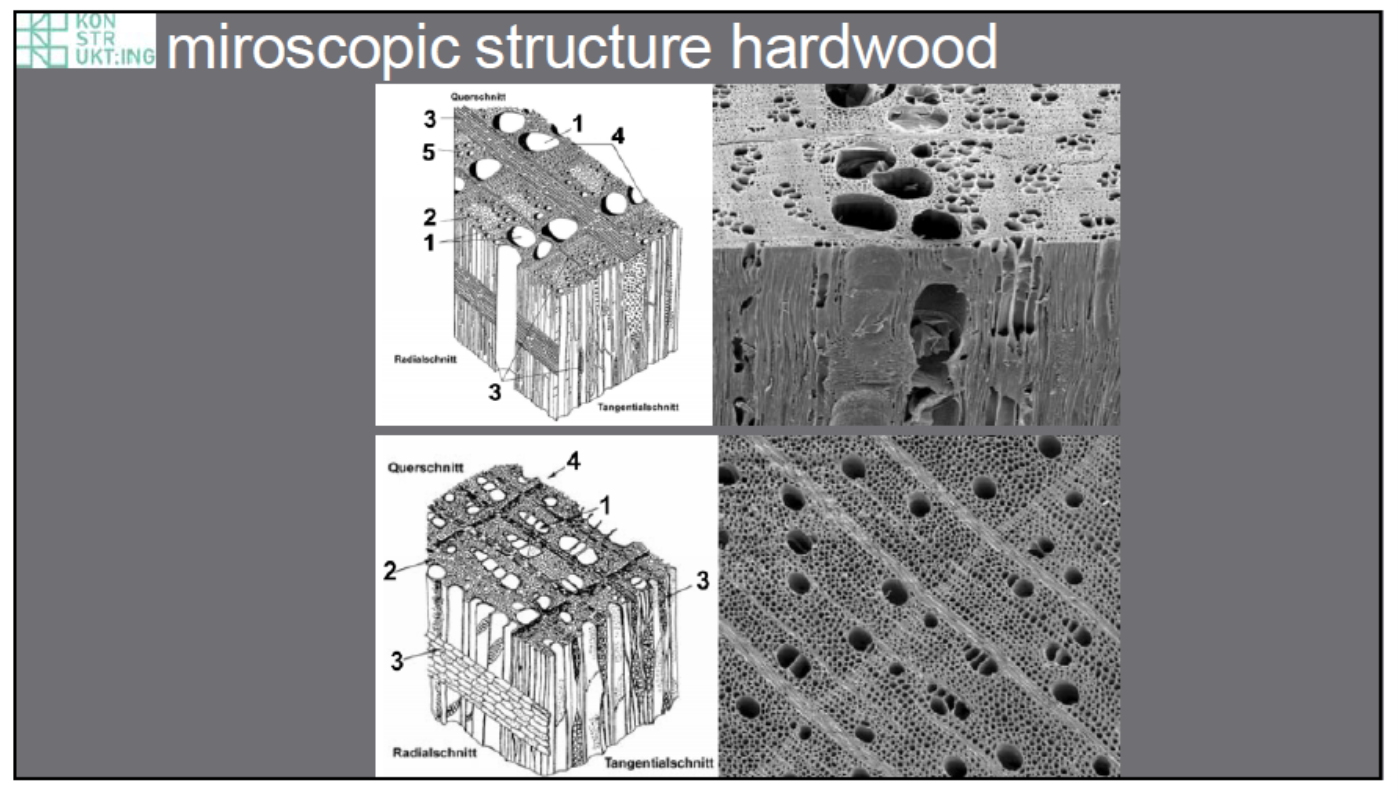 KON
STR
UKT:ING
miroscopic structure hardwood
Querschnitt
3
1
4
5
2
1
Radialschnitt
3
Tangentialschnitt
Querschnitt
4
1
2
3
3
Radialschnitt
Tangentialschnitt